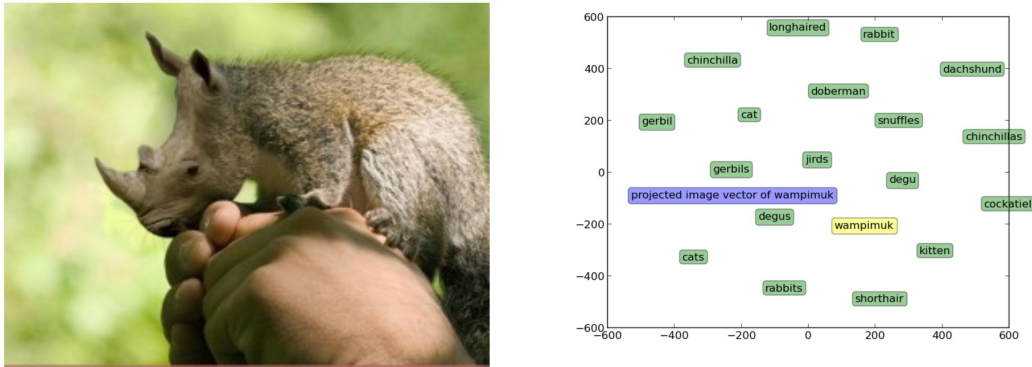 600
longhaired
rabbit
chinchilla
400
dachshund
doberman
cat
200
gerbil
snuffles
chinchillas
jirds
gerbils
0
degu
projected image vector of wampimuk
cockatiel
degus
−200
wampimuk
kitten
cats
−400
rabbits
shorthair
−600
−600 −400 −200 0 200 400 600